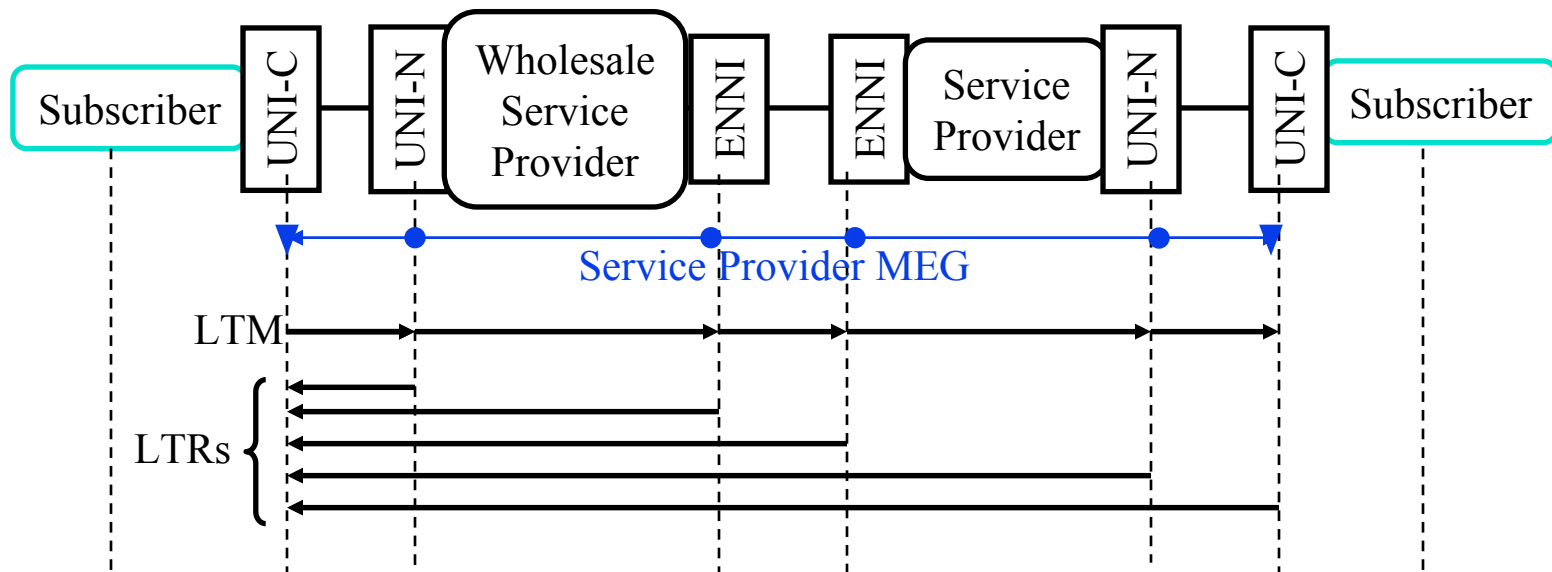 Subscriber
UNI-C
UNI-N
Wholesale
Service
Provider
ENNI
ENNI
Service
Provider
UNI-N
UNI-C
Subscriber
Service Provider MEG
LTM
LTRs